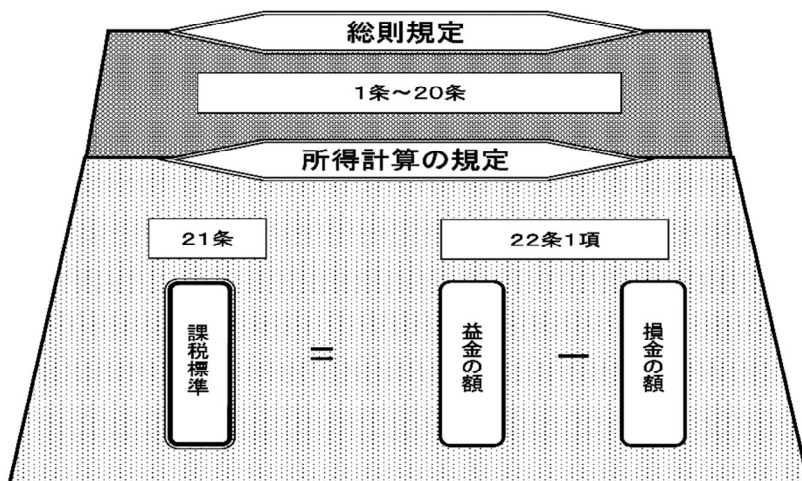 総則規定
1条～20条
所得計算の規定
21条
22条1項
課税標準
＝
益金の額
－
損金の額